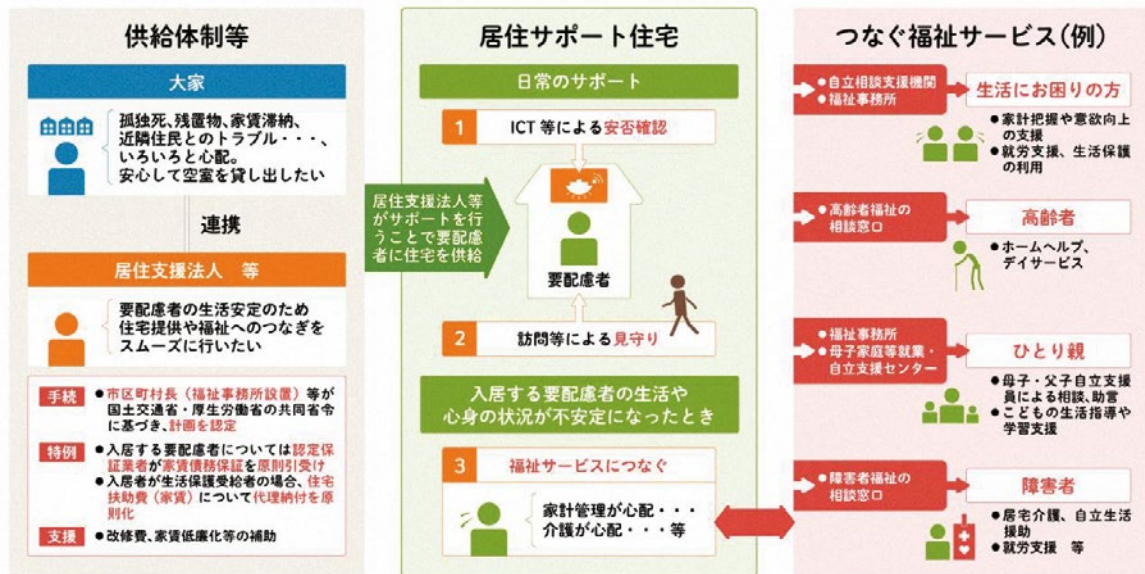 供給体制等
大家
孤独死、残置物、家賃滞納、
近隣住民とのトラブル・・・、
いろいろと心配。
安心して空室を貸し出したい
連携
居住支援法人 等
要配慮者の生活安定のため
住宅提供や福祉へのつなぎを
スムーズに行いたい
手続
●市区町村長（福祉事務所設置）等が
国土交通省・厚生労働省の共同省令
に基づき、計画を認定
特例
●入居する要配慮者については認定保
証業者が家賃債務保証を原則引受け
●入居者が生活保護受給者の場合、住宅
扶助費（家賃）について代理納付を原
則化
支援
●改修費、家賃低廉化等の補助
居住支援法人等
がサポートを行
うことで要配慮
者に住宅を供給
居住サポート住宅
日常のサポート
1 ICT 等による安否確認
要配慮者
2 訪問等による見守り
入居する要配慮者の生活や
心身の状況が不安定になったとき
3 福祉サービスにつなぐ
家計管理が心配・・・
介護が心配・・・等
つなぐ福祉サービス（例）
●自立相談支援機関
●福祉事務所
生活にお困りの方
●家計把握や意欲向上
の支援
●就労支援、生活保護
の利用
●高齢者福祉の
相談窓口
高齢者
●ホームヘルプ、
デイサービス
●福祉事務所
●母子家庭等就業・
自立支援センター
ひとり親
●母子・父子自立支援
員による相談、助言
●こどもの生活指導や
学習支援
●障害者福祉の
相談窓口
障害者
●居宅介護、自立生活
援助
●就労支援 等